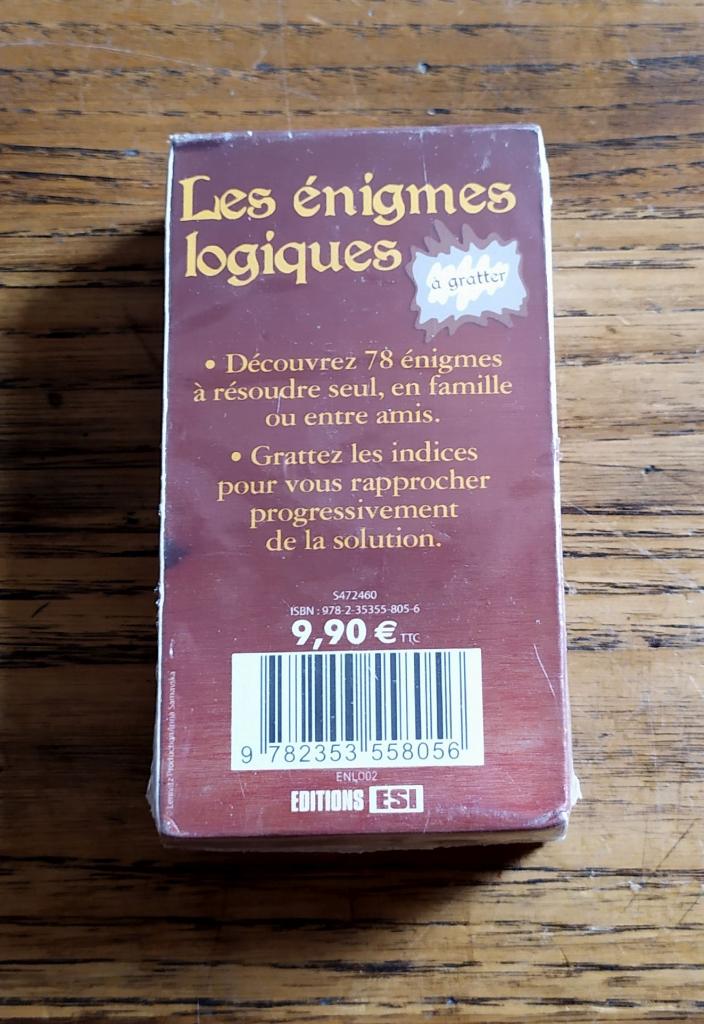 Les énigmes
logiques
à gratter
• Découvrez 78 énigmes
à résoudre seul, en famille
ou entre amis.
• Grattez les indices
pour vous rapprocher
progressivement
de la solution.
S472460
ISBN : 978-2-35355-805-6
9,90 € TTC
9 782353 558056
ENLO02
EDITIONS ESI